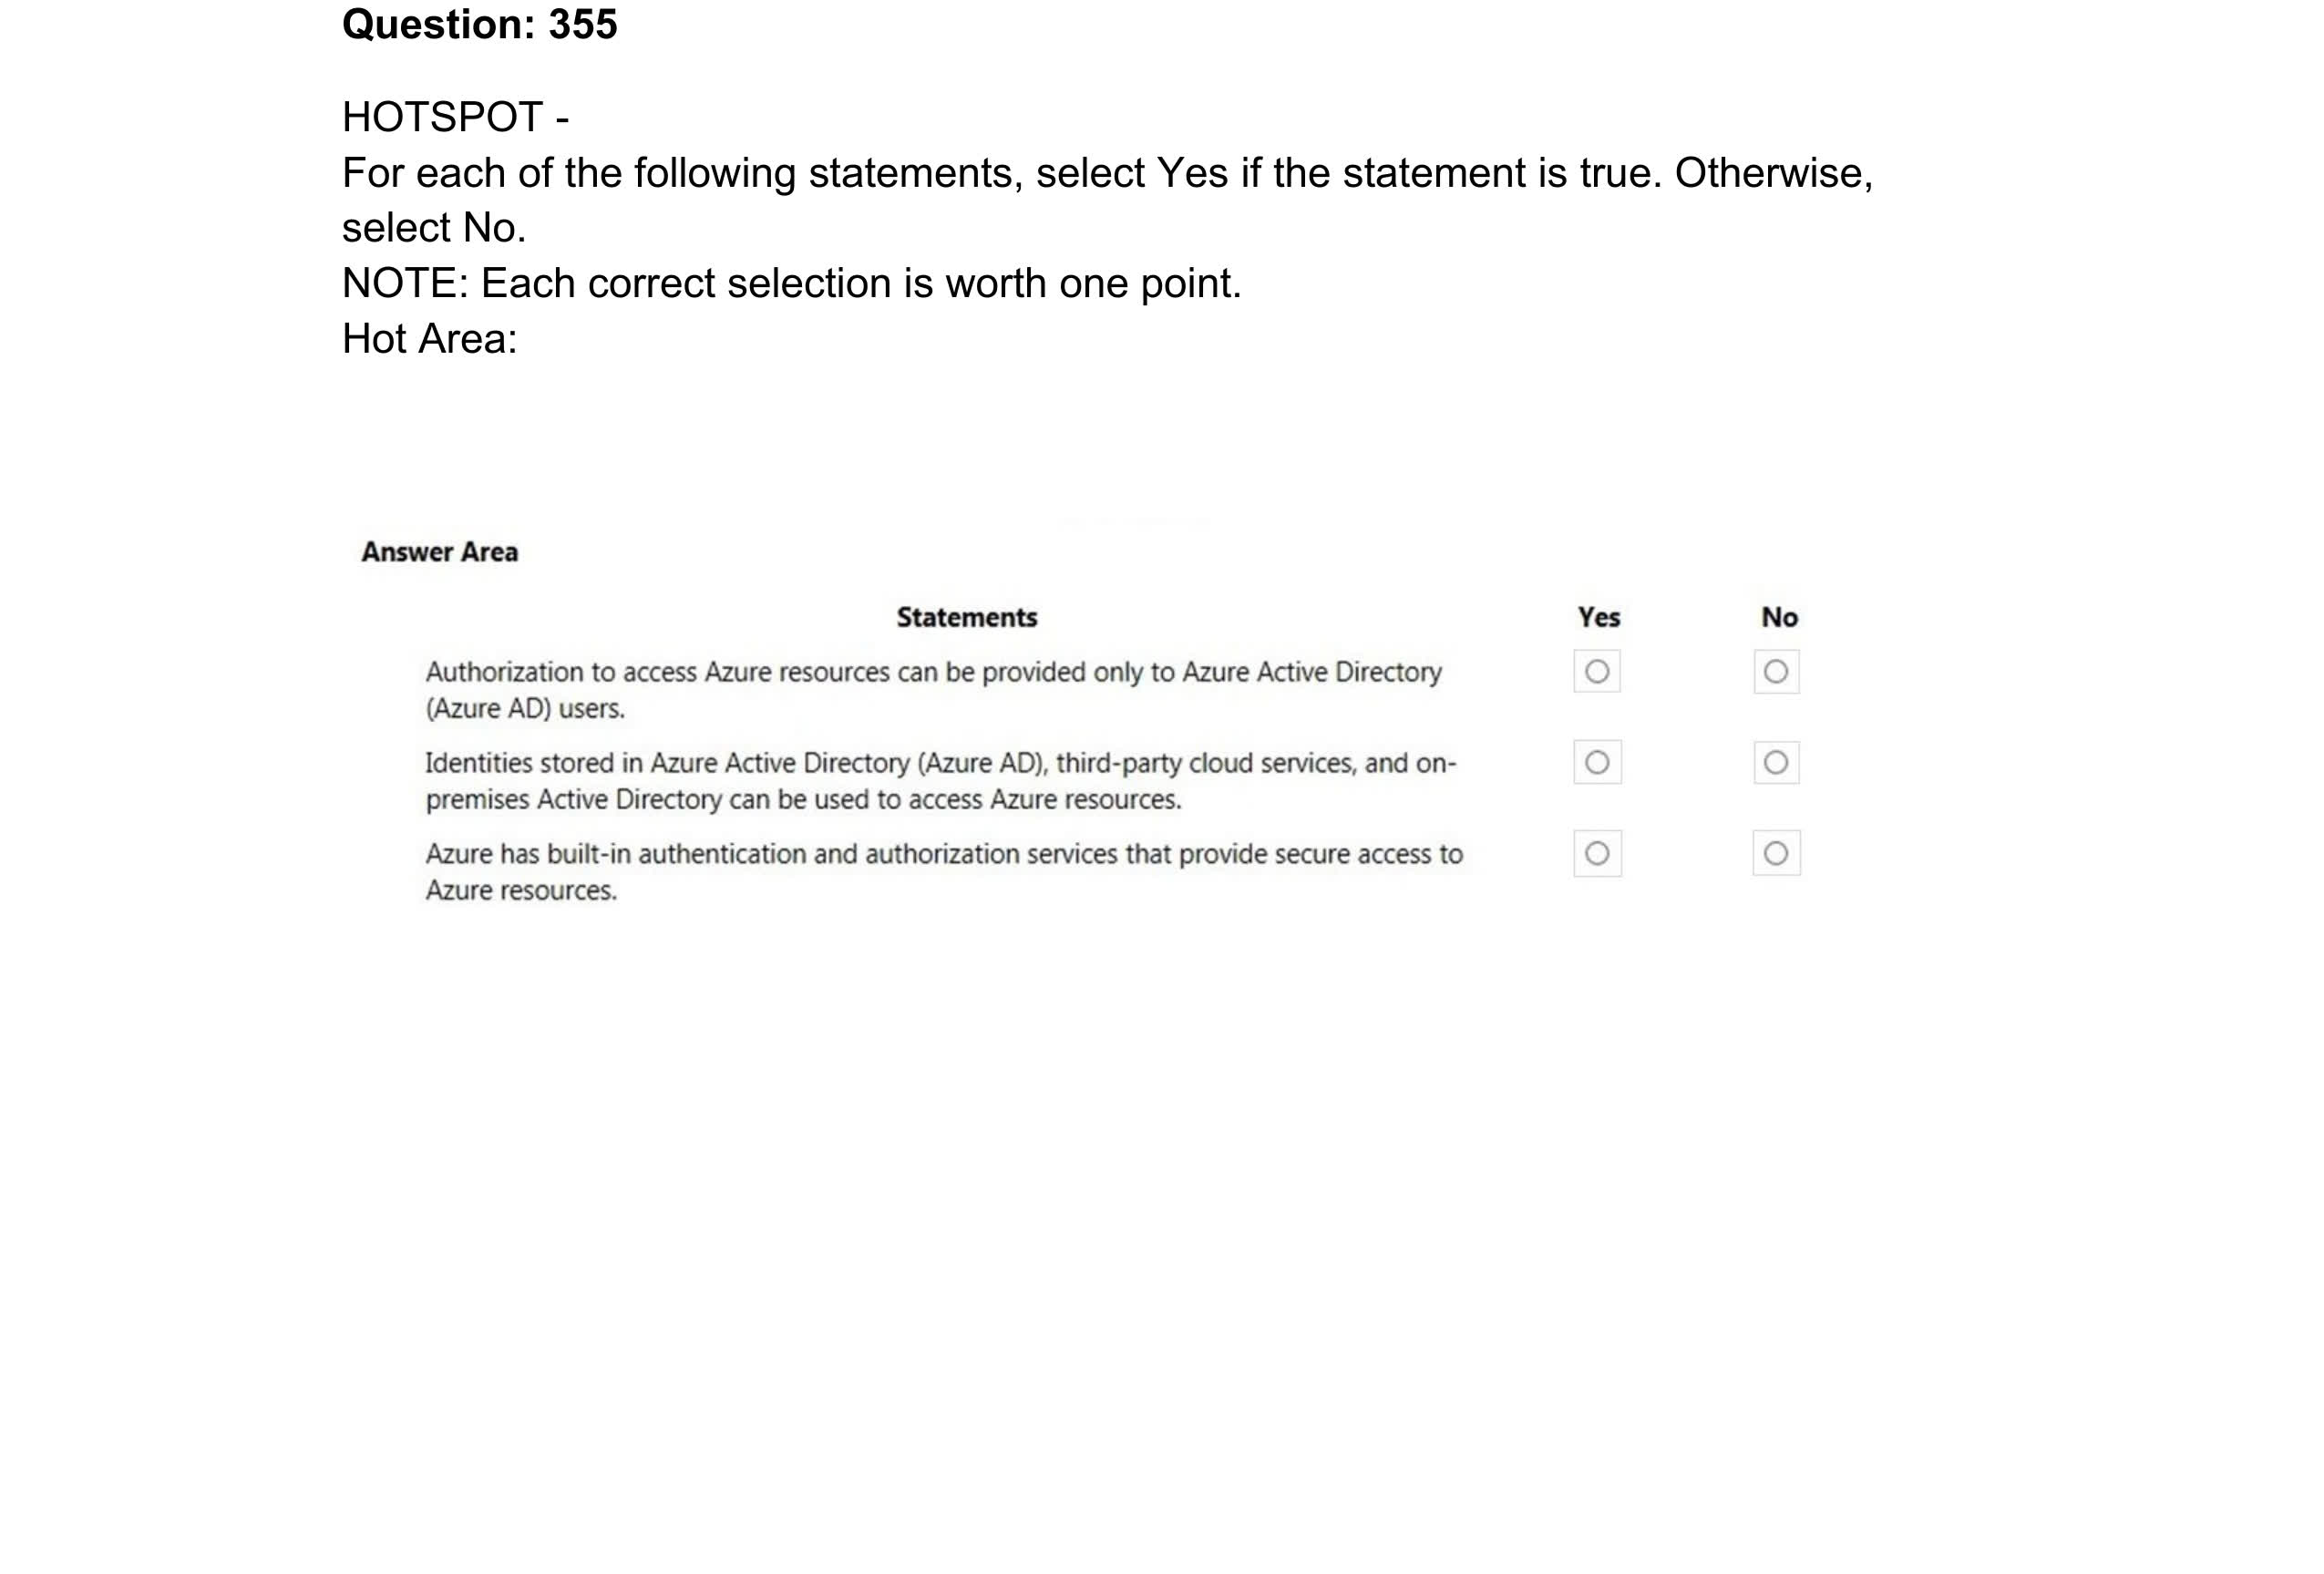 Question: 355
HOTSPOT -
For each of the following statements, select Yes if the statement is true. Otherwise,
select No.
NOTE: Each correct selection is worth one point.
Hot Area:
Answer Area
Statements Yes No
Authorization to access Azure resources can be provided only to Azure Active Directory
(Azure AD) users.
Identities stored in Azure Active Directory (Azure AD), third-party cloud services, and on-
premises Active Directory can be used to access Azure resources.
Azure has built-in authentication and authorization services that provide secure access to
Azure resources.